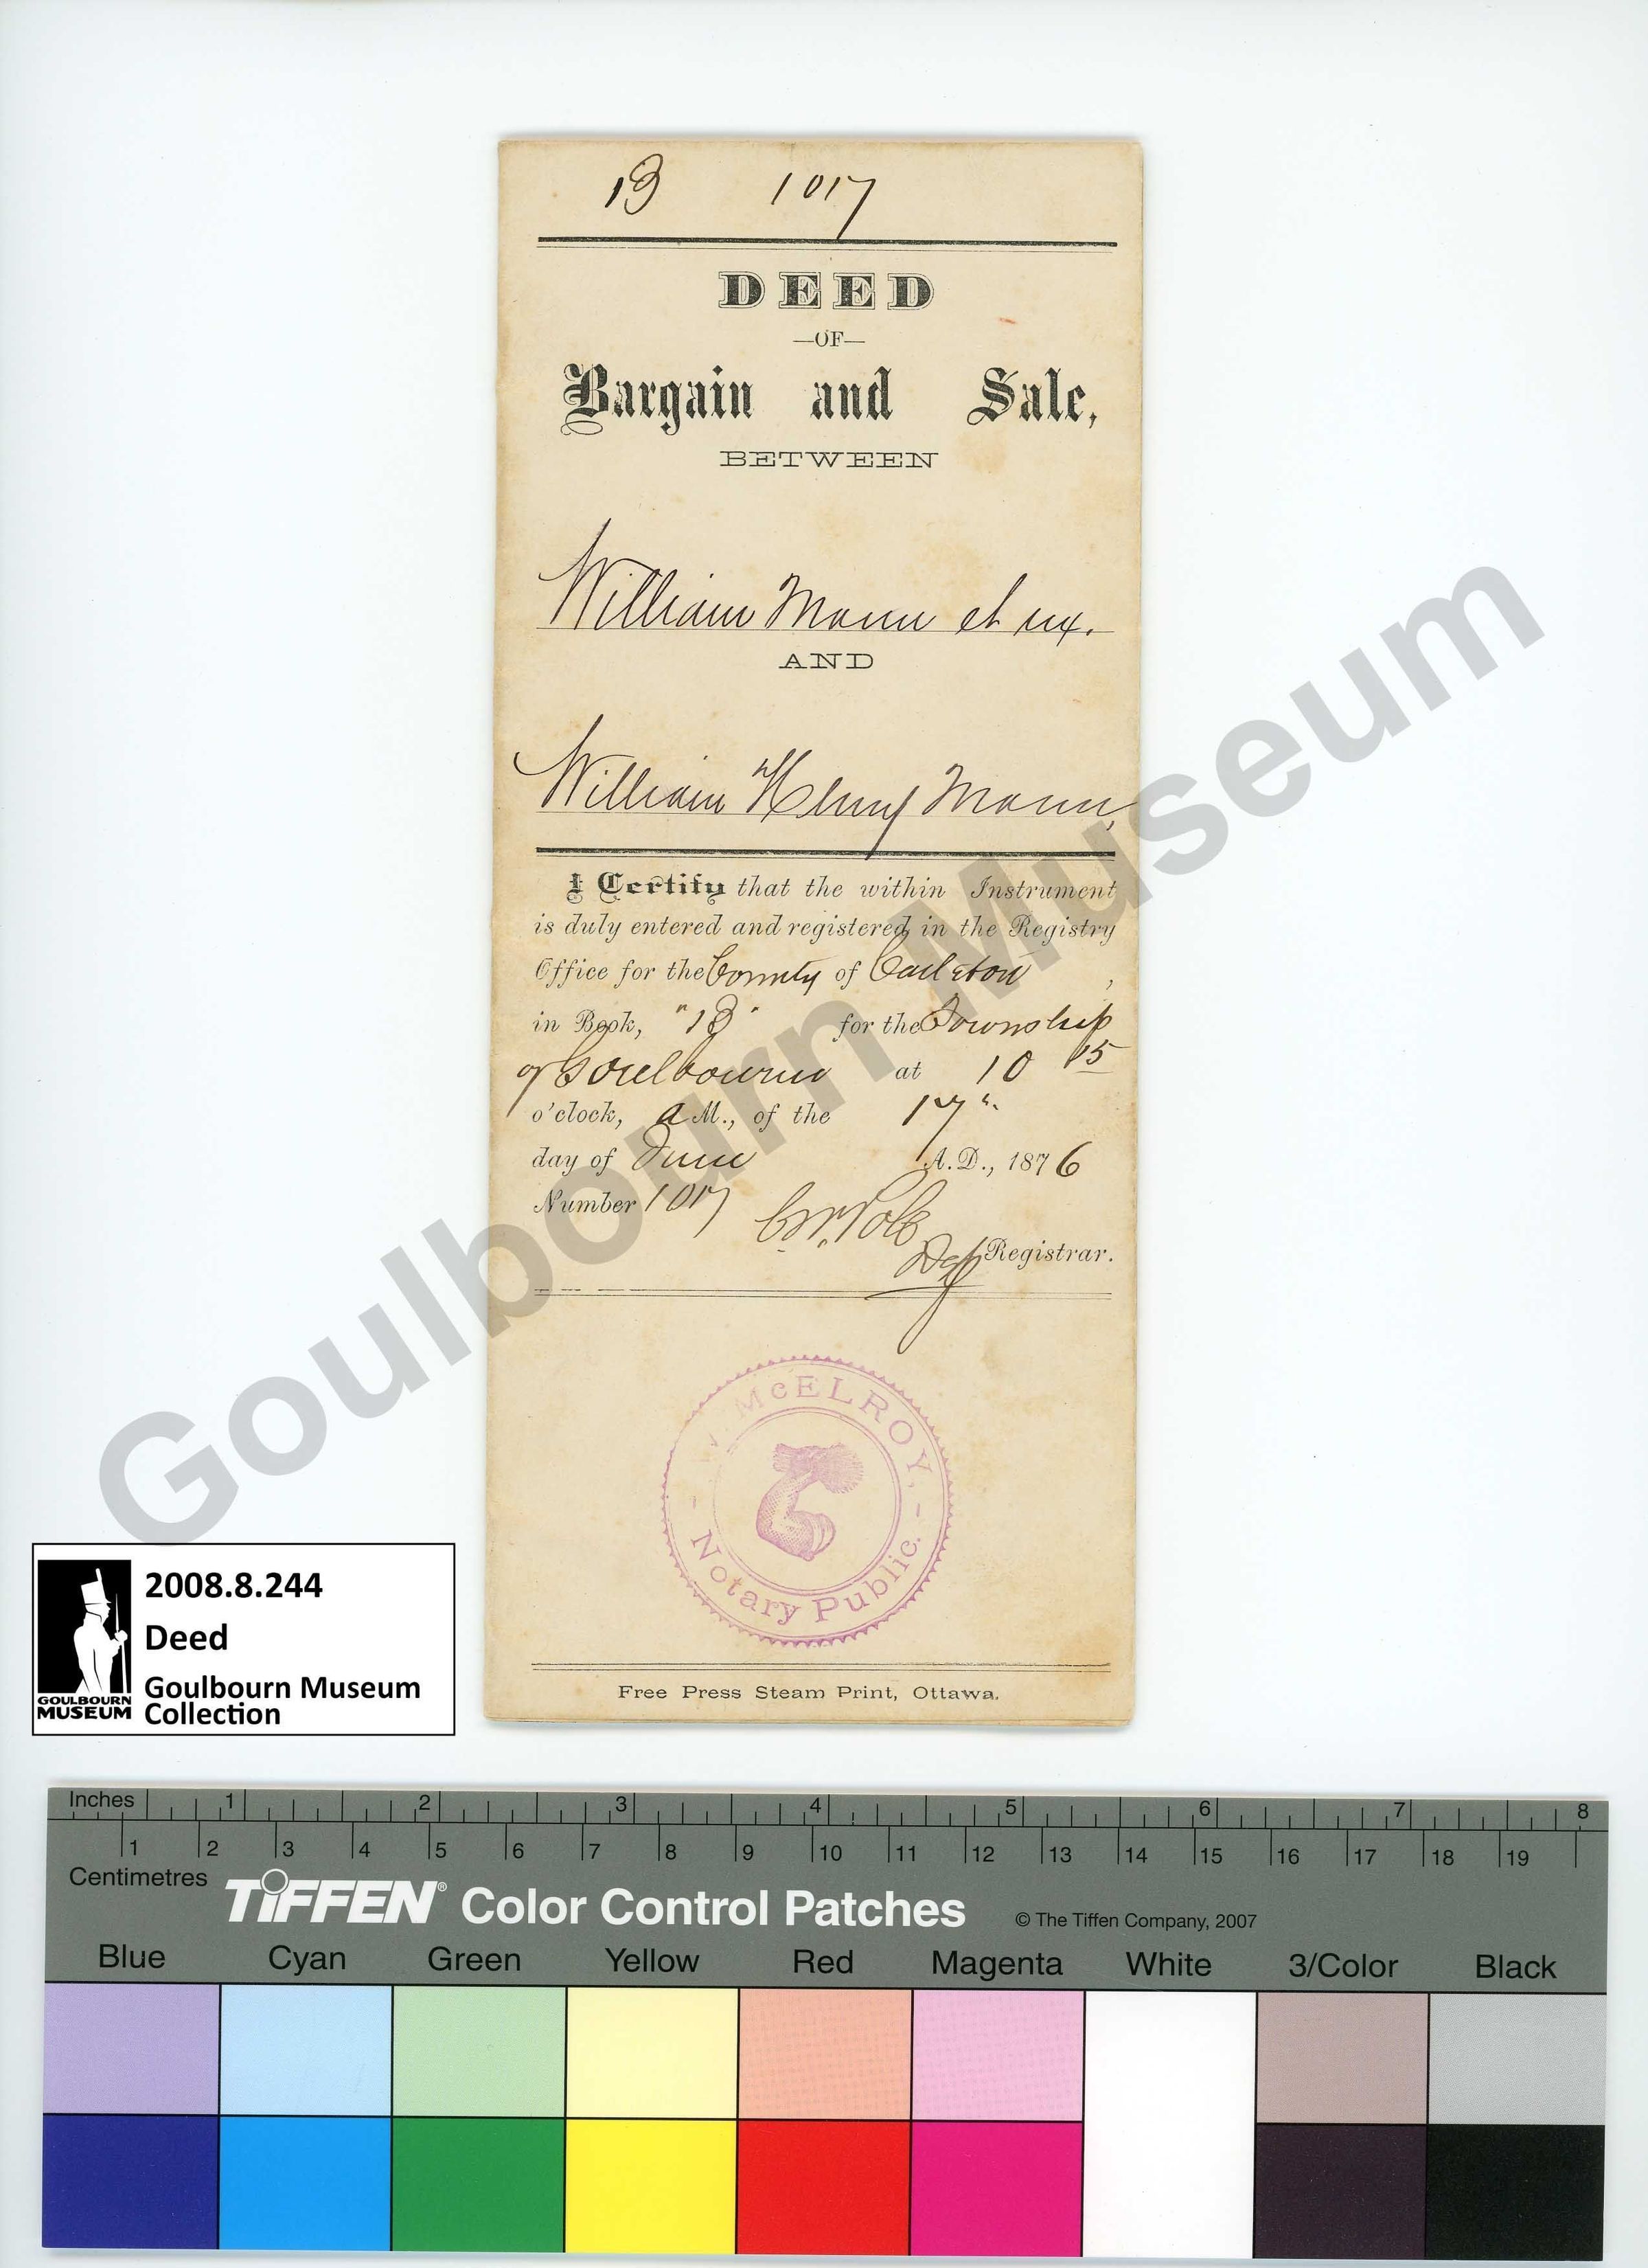 B 1017
DEED
—OF—
Bargain and Sale,
BETWEEN
William Mann et ux.
AND
William Henry Mann,
I Certify that the within Instrument
is duly entered and registered, in the Registry
Office for the County of Carleton,
in Book, "B" for the Township
of Goulbourn at 10 15
o'clock, a M., of the 17th
day of June A.D., 1876
Number 1017
Dep Registrar.
McELROY,
- Notary Public. -
Free Press Steam Print, Ottawa.
Goulbourn Museum
2008.8.244
Deed
Goulbourn Museum
Collection
GOULBOURN
MUSEUM
Inches 1 2 3 4 5 6 7 8
1 2 3 4 5 6 7 8 9 10 11 12 13 14 15 16 17 18 19
Centimetres
TIFFEN® Color Control Patches © The Tiffen Company, 2007
Blue Cyan Green Yellow Red Magenta White 3/Color Black